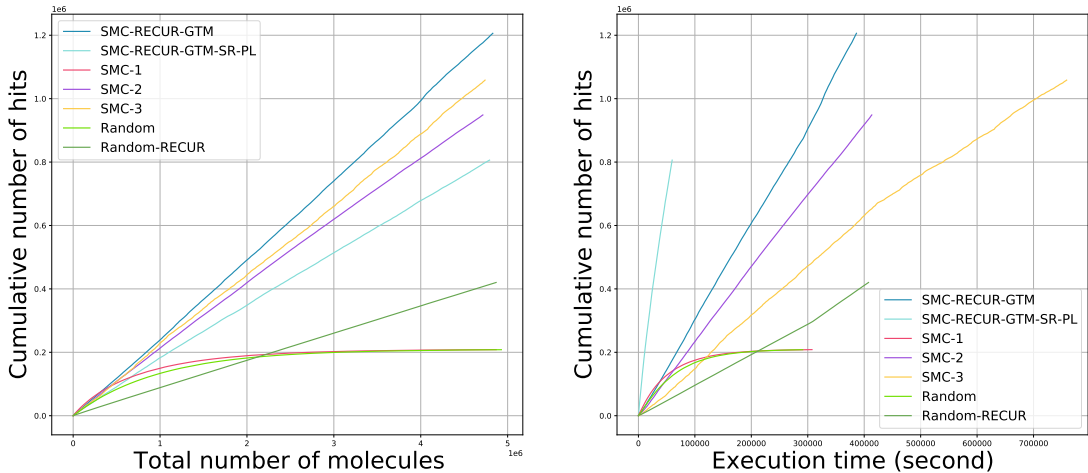 1e6
Cumulative number of hits
1.2
1.0
0.8
0.6
0.4
0.2
0.0
SMC-RECUR-GTM
SMC-RECUR-GTM-SR-PL
SMC-1
SMC-2
SMC-3
Random
Random-RECUR
0
1
2
3
4
5
1e6
Total number of molecules
1e6
Cumulative number of hits
1.2
1.0
0.8
0.6
0.4
0.2
0.0
SMC-RECUR-GTM
SMC-RECUR-GTM-SR-PL
SMC-1
SMC-2
SMC-3
Random
Random-RECUR
0
100000
200000
300000
400000
500000
600000
700000
Execution time (second)